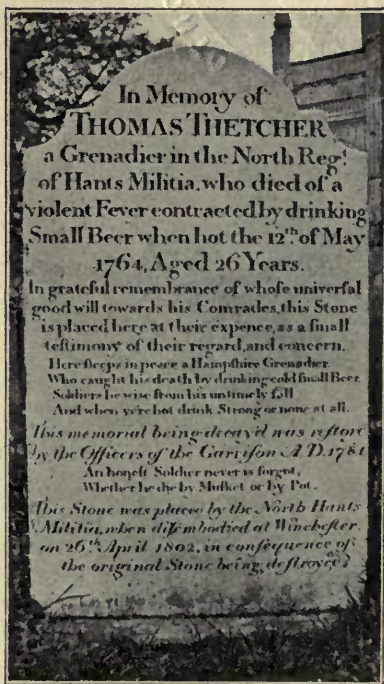 In Memory of
THOMAS THETCHER
a Grenadier in the North Regt.
of Hants Militia, who died of a
violent Fever contracted by drinking
Small Beer when hot the 12th. of May
1764, Aged 26 Years.
In grateful remembrance of whose univerſal
good will towards his Comrades, this Stone
is placed here at their expence, as a ſmall
teſtimony of their regard, and concern.
Here ſleeps in peace a Hampſhire Grenadier
Who caught his death by drinking cold ſmall Beer
Soldiers be wise from his untimely fall
And when ye're hot drink Strong or none at all.
This memorial being decay'd was reſtor'd
by the Officers of the Garriſon A.D. 1781
An honeſt Soldier never is forgot,
Whether he die by Muſket or by Pot.
This Stone was placed by the North Hants
Militia, when diſembodied at Wincheſter
on 26th April 1802, in conſequence of
the original Stone being deſtroyed